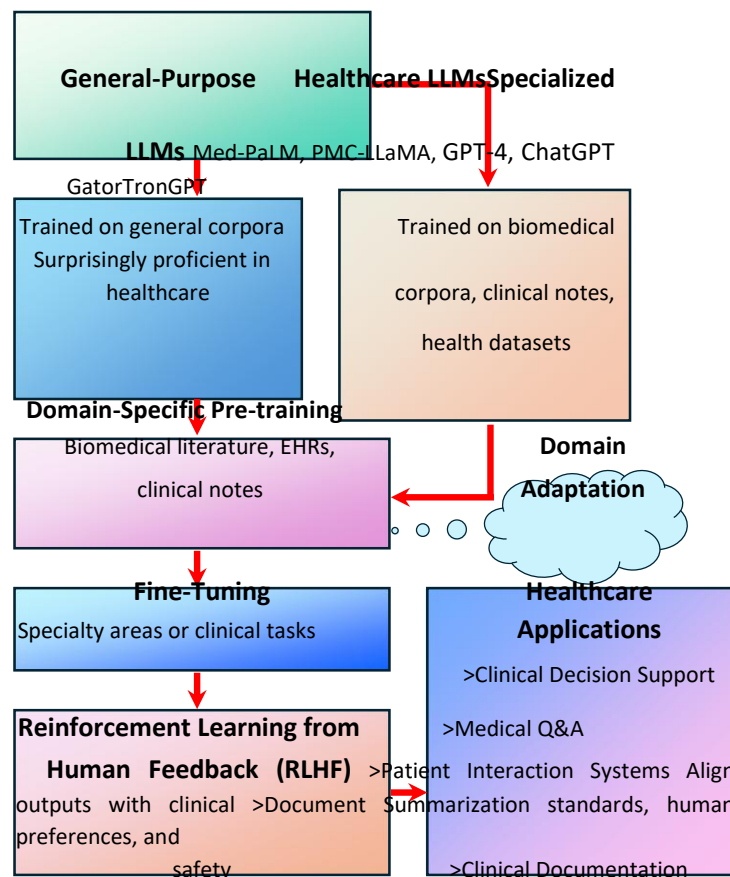 General-Purpose Healthcare LLMsSpecialized
LLMs Med-PaLM, PMC-LLaMA, GPT-4, ChatGPT
GatorTronGPT
Trained on general corpora
Surprisingly proficient in
healthcare
Trained on biomedical
corpora, clinical notes,
health datasets
Domain-Specific Pre-training
Biomedical literature, EHRs,
clinical notes
Domain
Adaptation
Fine-Tuning
Specialty areas or clinical tasks
Healthcare
Applications
>Clinical Decision Support
>Medical Q&A
Reinforcement Learning from
Human Feedback (RLHF) >Patient Interaction Systems Align
outputs with clinical >Document Summarization standards, human
preferences, and
safety
>Clinical Documentation